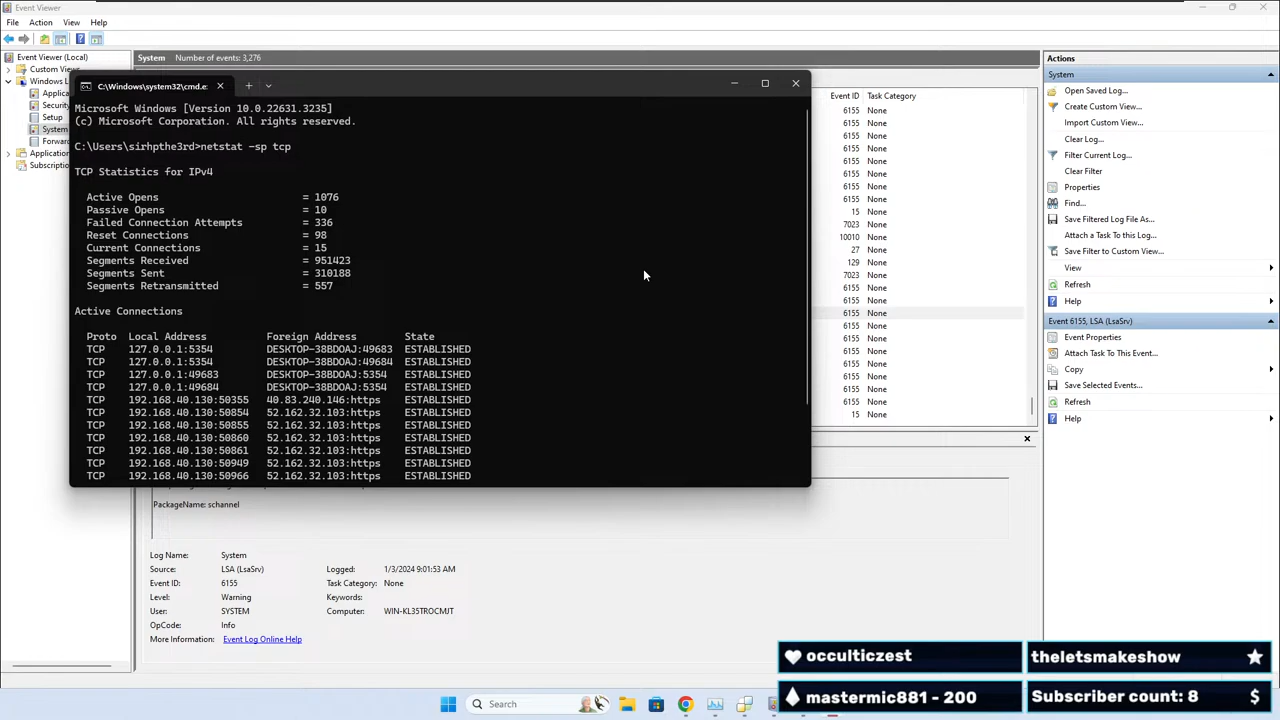 Event Viewer
File Action View Help
Event Viewer (Local)
Custom Views
Windows L
Applica
Security
Setup
System
Forward
Application
Subscriptio
System Number of events: 3,276
Event ID Task Category
6155 None
6155 None
6155 None
6155 None
6155 None
6155 None
6155 None
6155 None
15 None
7023 None
10010 None
27 None
129 None
7023 None
6155 None
6155 None
6155 None
6155 None
6155 None
6155 None
6155 None
6155 None
6155 None
6155 None
15 None
C:\Windows\system32\cmd.e
Microsoft Windows [Version 10.0.22631.3235]
(c) Microsoft Corporation. All rights reserved.
C:\Users\sirhpthe3rd>netstat -sp tcp
TCP Statistics for IPv4
Active Opens = 1076
Passive Opens = 10
Failed Connection Attempts = 336
Reset Connections = 98
Current Connections = 15
Segments Received = 951423
Segments Sent = 310188
Segments Retransmitted = 557
Active Connections
Proto Local Address Foreign Address State
TCP 127.0.0.1:5354 DESKTOP-38BDOAJ:49683 ESTABLISHED
TCP 127.0.0.1:5354 DESKTOP-38BDOAJ:49684 ESTABLISHED
TCP 127.0.0.1:49683 DESKTOP-38BDOAJ:5354 ESTABLISHED
TCP 127.0.0.1:49684 DESKTOP-38BDOAJ:5354 ESTABLISHED
TCP 192.168.40.130:50355 40.83.240.146:https ESTABLISHED
TCP 192.168.40.130:50854 52.162.32.103:https ESTABLISHED
TCP 192.168.40.130:50855 52.162.32.103:https ESTABLISHED
TCP 192.168.40.130:50860 52.162.32.103:https ESTABLISHED
TCP 192.168.40.130:50861 52.162.32.103:https ESTABLISHED
TCP 192.168.40.130:50949 52.162.32.103:https ESTABLISHED
TCP 192.168.40.130:50966 52.162.32.103:https ESTABLISHED
PackageName: schannel
Log Name: System
Source: LSA (LsaSrv) Logged: 1/3/2024 9:01:53 AM
Event ID: 6155 Task Category: None
Level: Warning Keywords:
User: SYSTEM Computer: WIN-KL35TROCMJT
OpCode: Info
More Information: Event Log Online Help
Actions
System
Open Saved Log...
Create Custom View...
Import Custom View...
Clear Log...
Filter Current Log...
Clear Filter
Properties
Find...
Save Filtered Log File As...
Attach a Task To this Log...
Save Filter to Custom View...
View
Refresh
Help
Event 6155, LSA (LsaSrv)
Event Properties
Attach Task To This Event...
Copy
Save Selected Events...
Refresh
Help
occulticzest
theletsmakeshow
mastermic881 - 200
Subscriber count: 8
$
Search